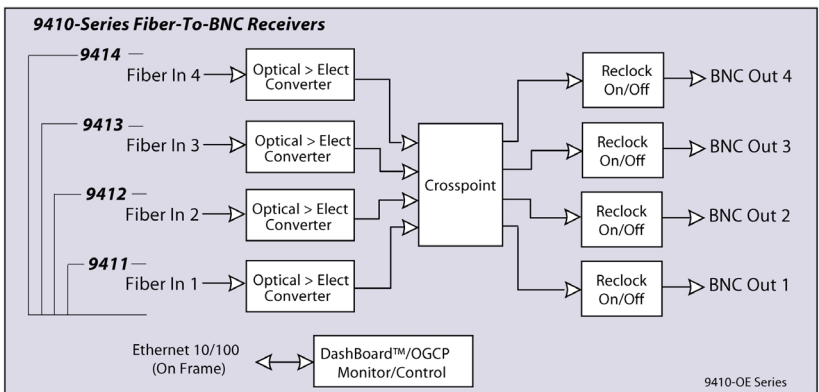 9410-Series Fiber-To-BNC Receivers
9414
Fiber In 4
Optical > Elect
Converter
Reclock
On/Off
BNC Out 4
9413
Fiber In 3
Optical > Elect
Converter
Reclock
On/Off
BNC Out 3
Crosspoint
9412
Fiber In 2
Optical > Elect
Converter
Reclock
On/Off
BNC Out 2
9411
Fiber In 1
Optical > Elect
Converter
Reclock
On/Off
BNC Out 1
Ethernet 10/100
(On Frame)
DashBoard™/OGCP
Monitor/Control
9410-OE Series